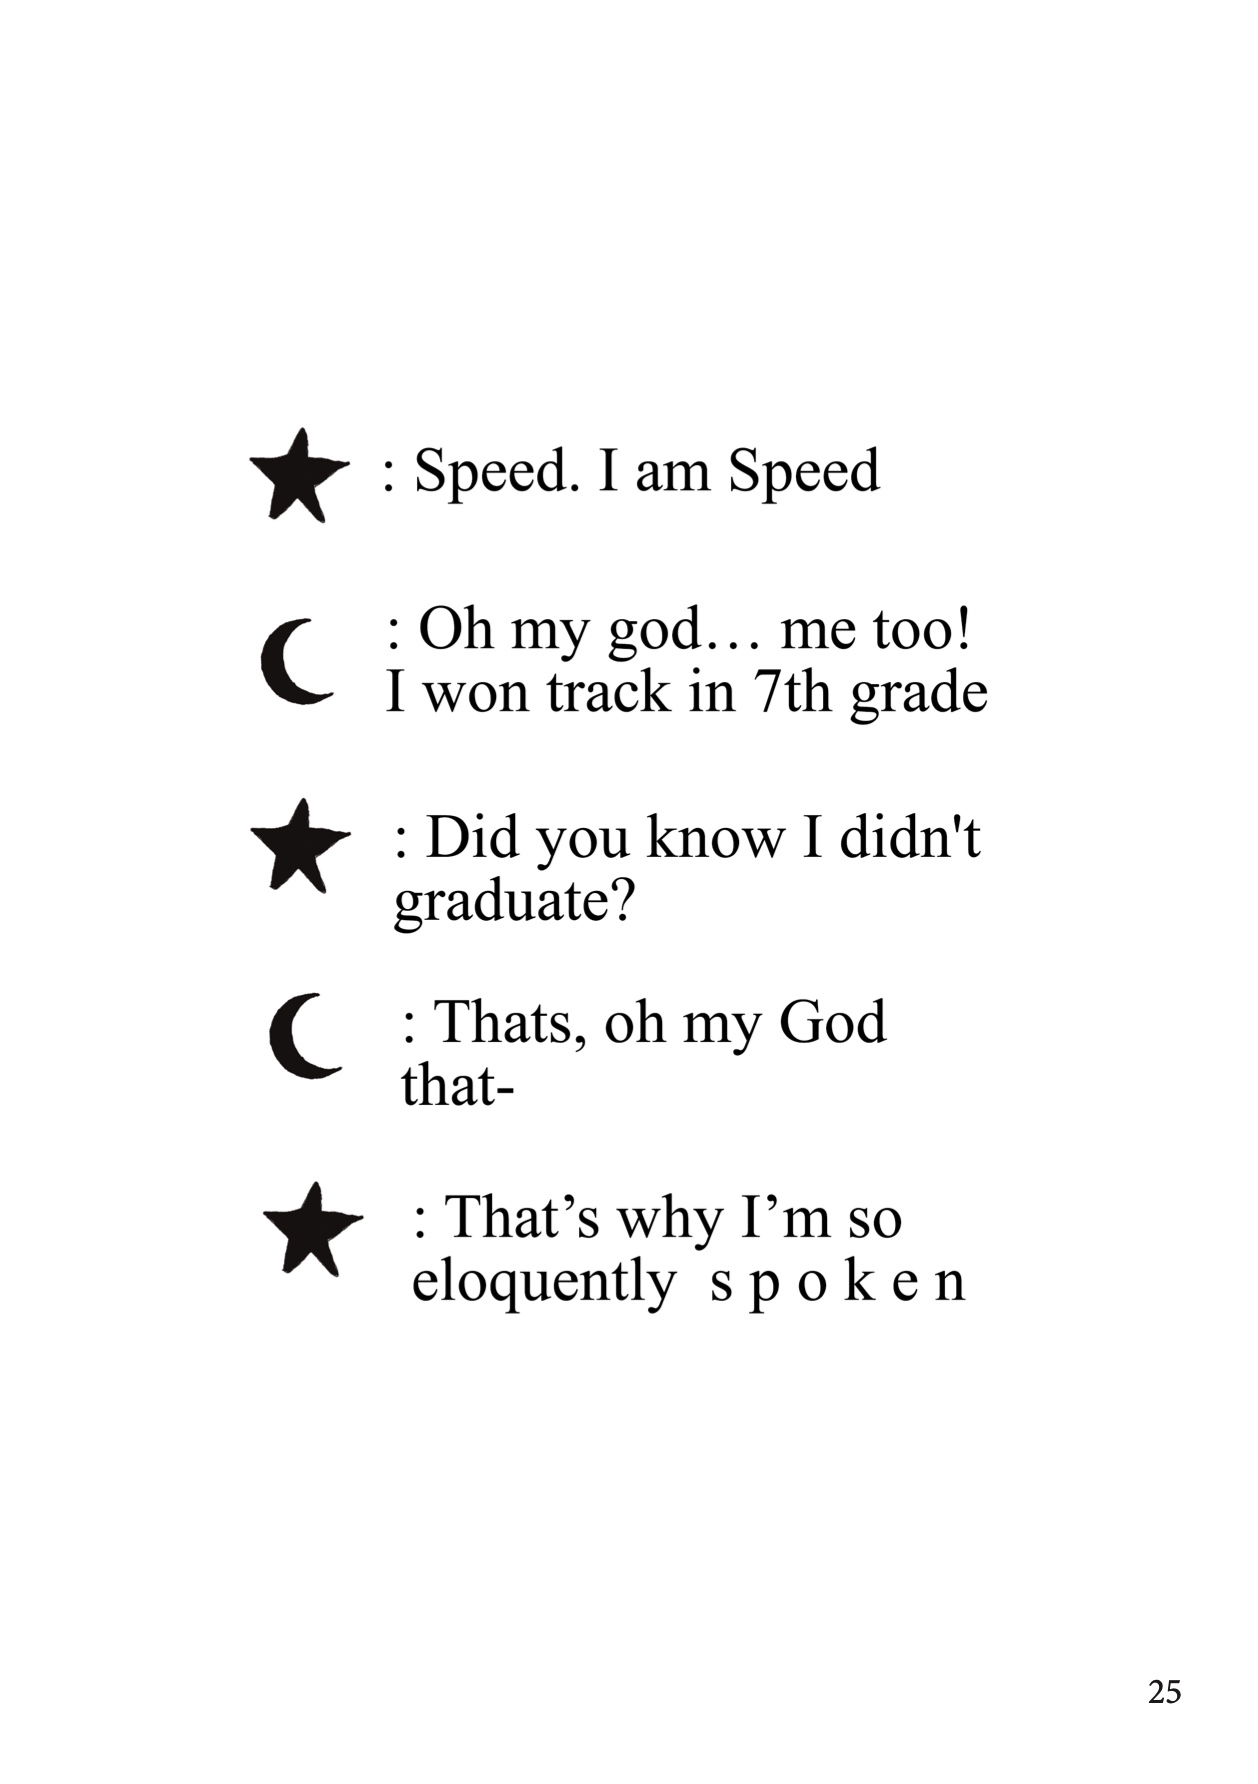 : Speed. I am Speed
: Oh my god… me too!
I won track in 7th grade
: Did you know I didn't
graduate?
: Thats, oh my God
that-
: That’s why I’m so
eloquently  s p o k e n
25